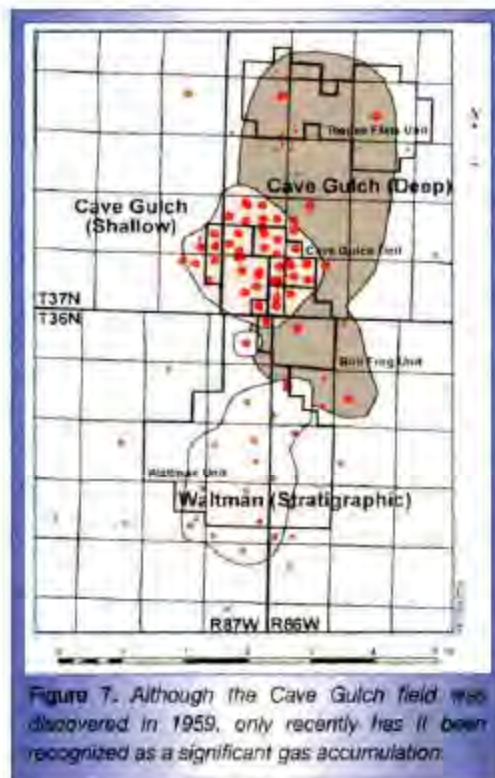 Unit
Cave Gulch (Deep)
Cave Gulch
(Shallow)
Cave Gulch Unit
T37N
T36N
Bull Frog Unit
Waltman Unit
Waltman (Stratigraphic)
R87W R86W
Figure 7. Although the Cave Gulch field was
discovered in 1959, only recently has it been
recognized as a significant gas accumulation.